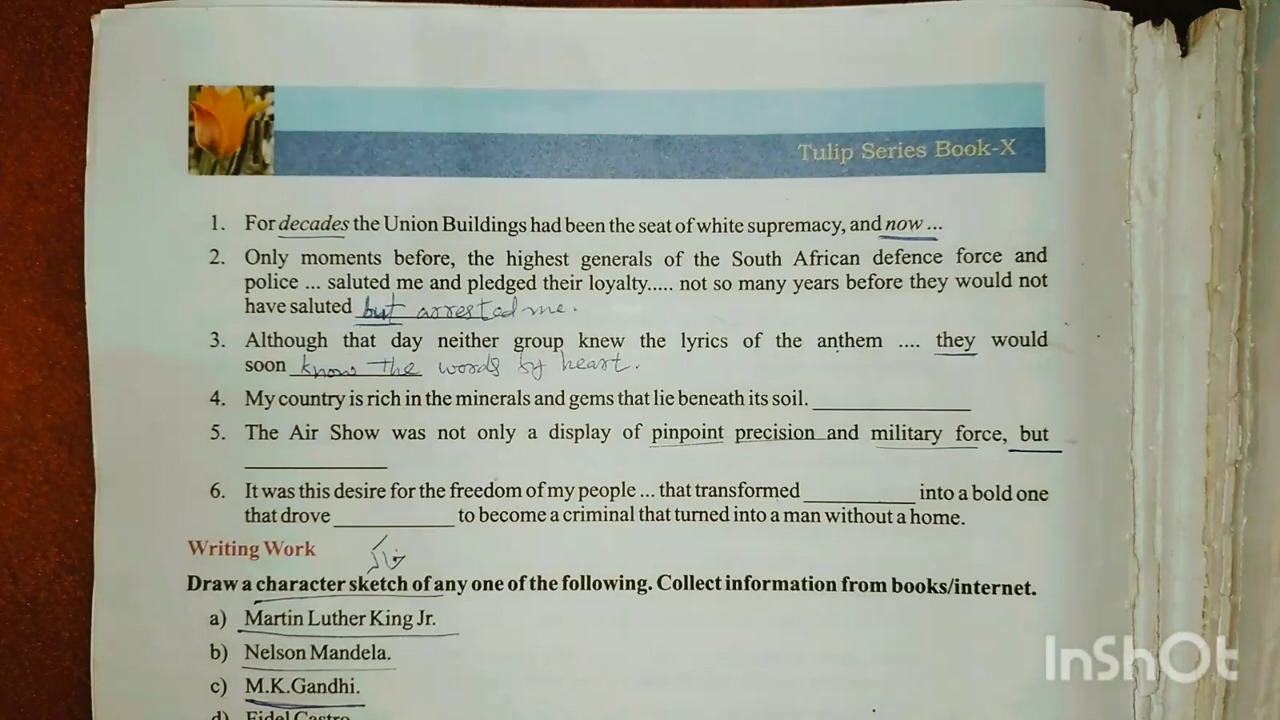 Tulip Series Book-X
1. For decades the Union Buildings had been the seat of white supremacy, and now ...
2. Only moments before, the highest generals of the South African defence force and
police ... saluted me and pledged their loyalty..... not so many years before they would not
have saluted but arrested me.
3. Although that day neither group knew the lyrics of the anthem .... they would
soon know the words by heart.
4. My country is rich in the minerals and gems that lie beneath its soil. ____________
5. The Air Show was not only a display of pinpoint precision and military force, but
____________
6. It was this desire for the freedom of my people ... that transformed __________ into a bold one
that drove __________ to become a criminal that turned into a man without a home.
Writing Work
Draw a character sketch of any one of the following. Collect information from books/internet.
a) Martin Luther King Jr.
b) Nelson Mandela.
c) M.K.Gandhi.
d) Fidel Castro
InShOt